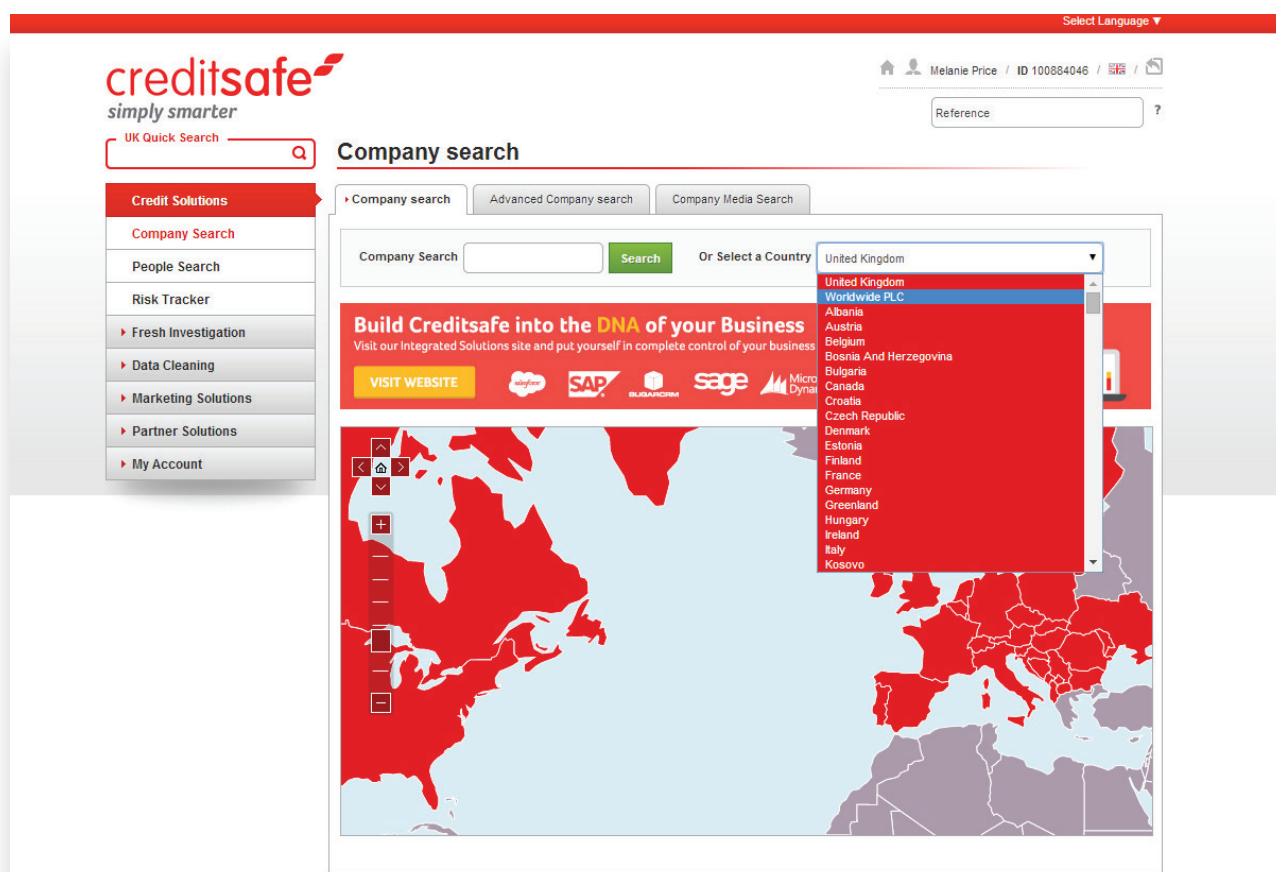 Select Language ▼
creditsafe
simply smarter
Melanie Price / ID 100884046 /
Reference
?
UK Quick Search
Company search
Credit Solutions
Company Search
People Search
Risk Tracker
Fresh Investigation
Data Cleaning
Marketing Solutions
Partner Solutions
My Account
Company search
Advanced Company search
Company Media Search
Company Search
Search
Or Select a Country
United Kingdom
United Kingdom
Worldwide PLC
Albania
Austria
Belgium
Bosnia And Herzegovina
Bulgaria
Canada
Croatia
Czech Republic
Denmark
Estonia
Finland
France
Germany
Greenland
Hungary
Ireland
Italy
Kosovo
Build Creditsafe into the DNA of your Business
Visit our Integrated Solutions site and put yourself in complete control of your business
VISIT WEBSITE
salesforce
SAP
SUGARCRM
sage
Micro
Dyna